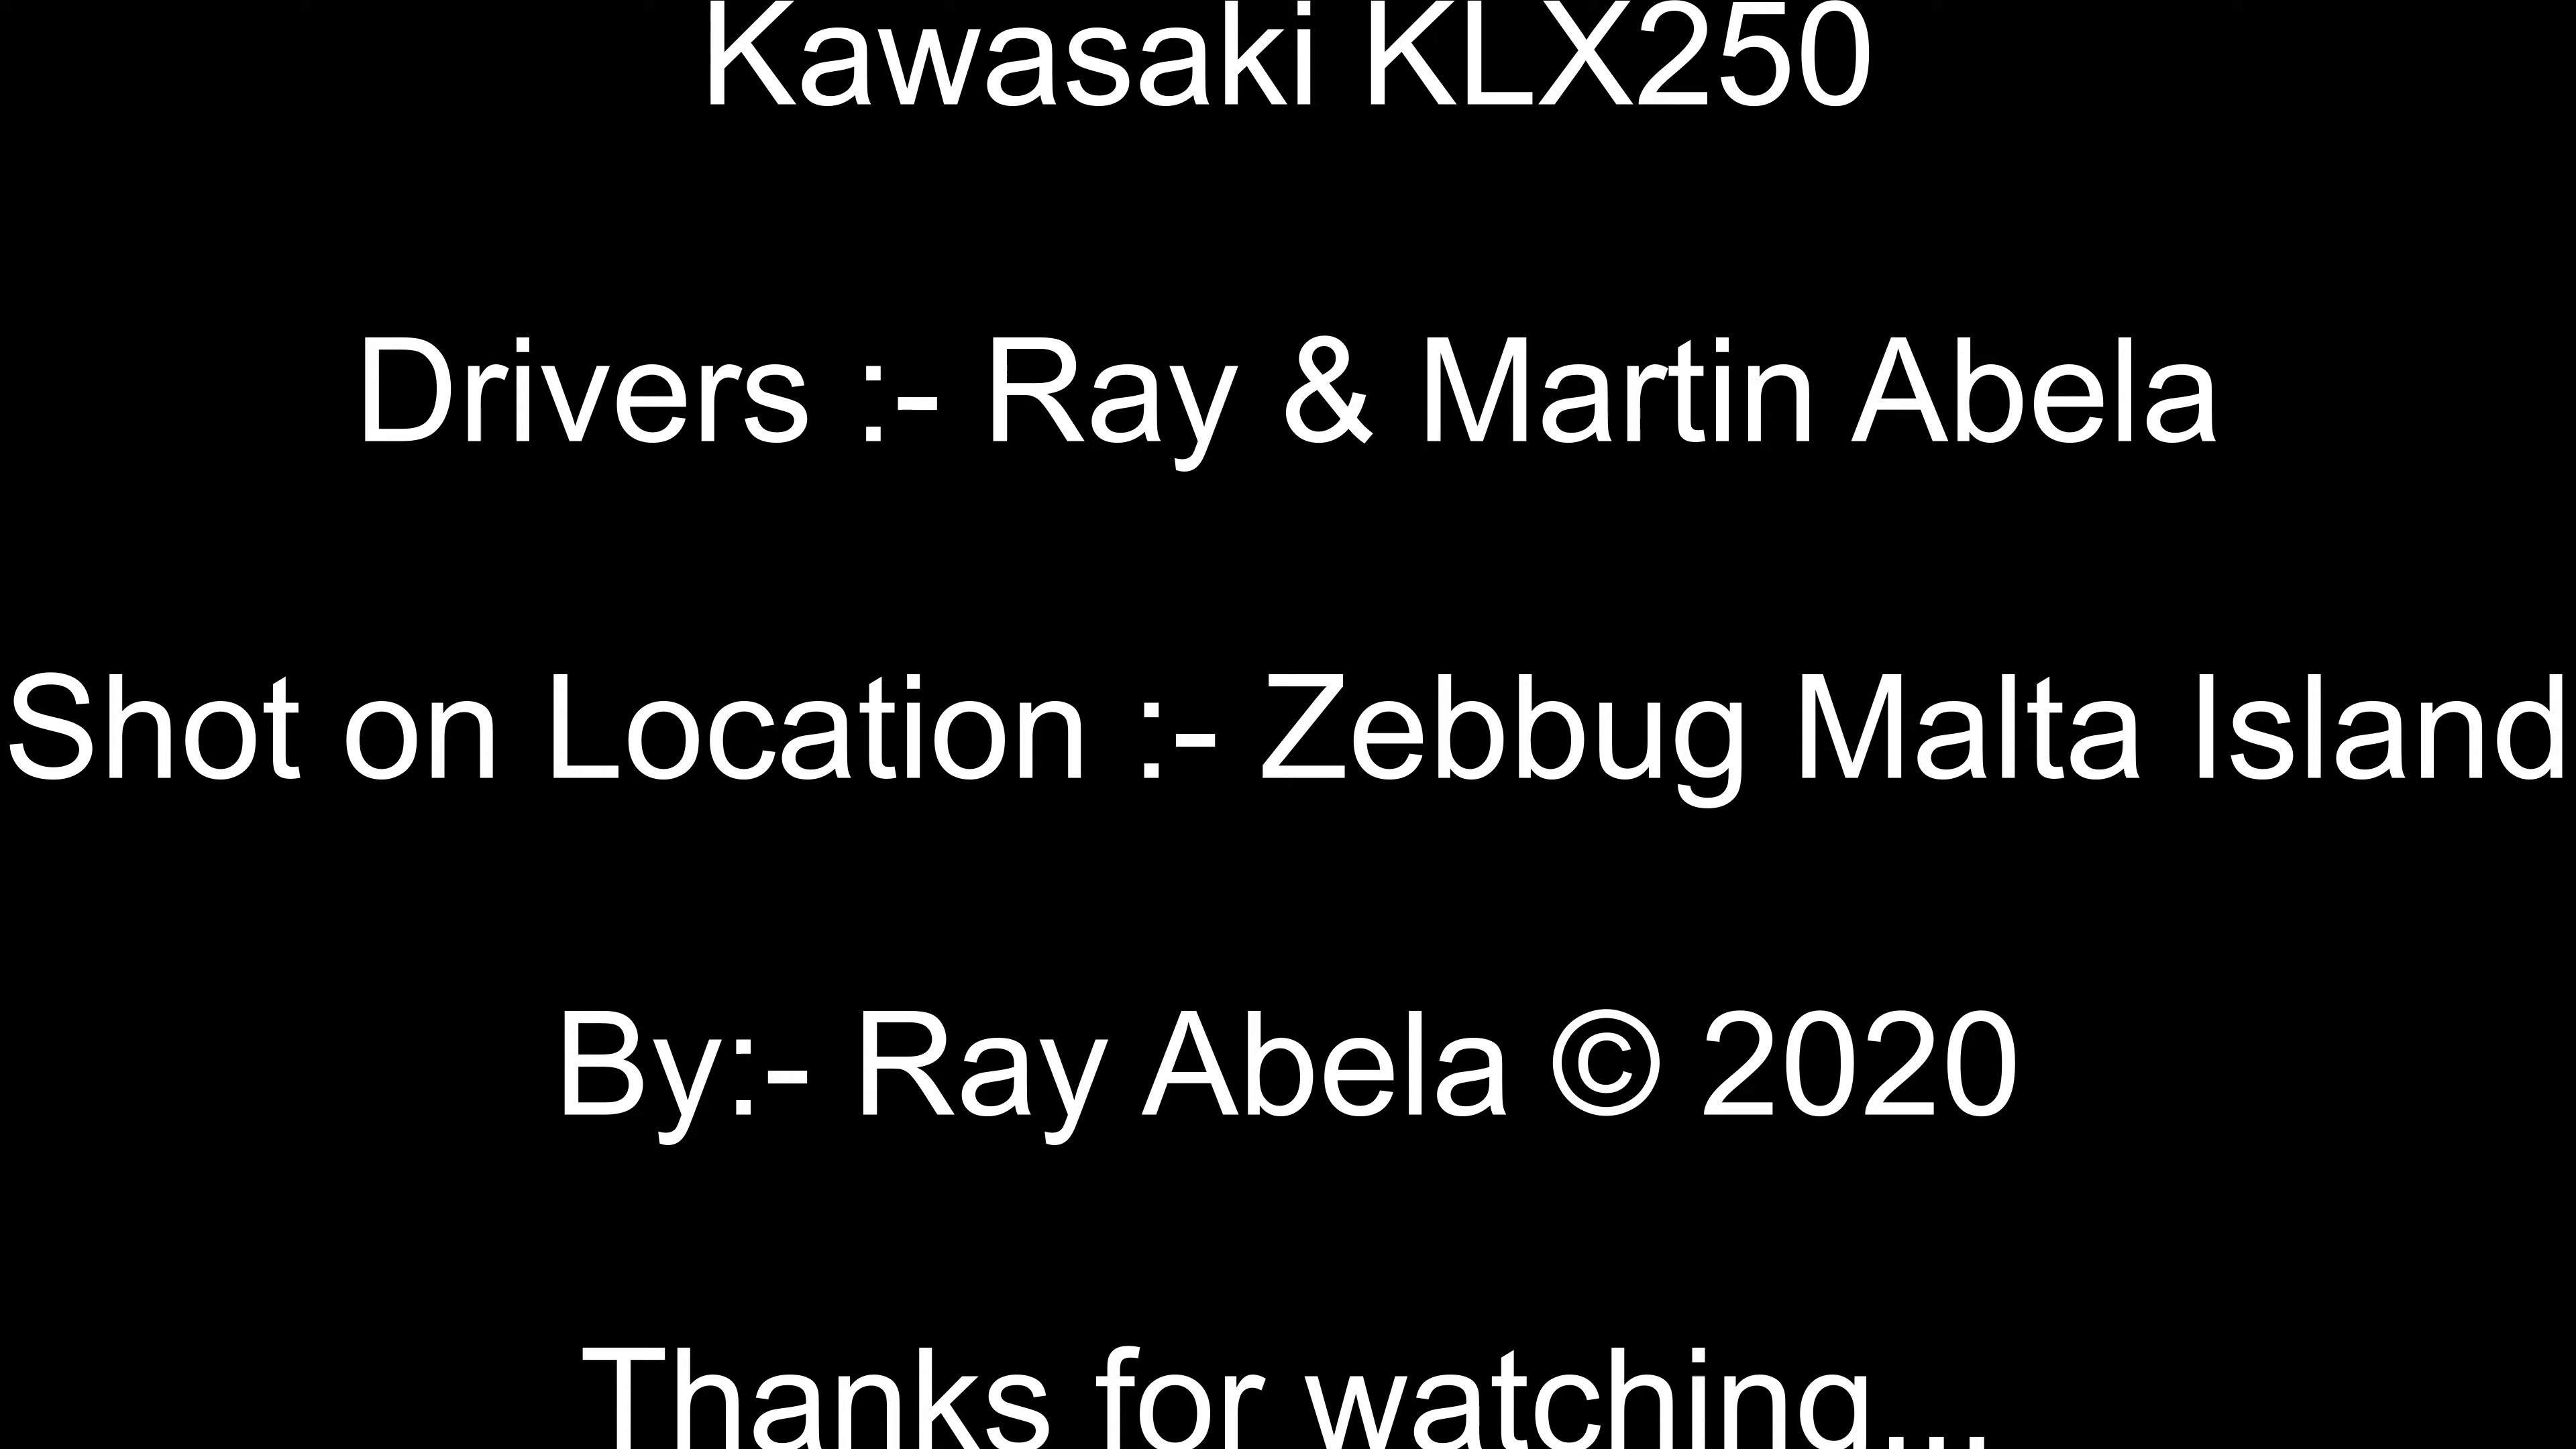 Kawasaki KLX250
Drivers :- Ray & Martin Abela
Shot on Location :- Zebbug Malta Island
By:- Ray Abela © 2020
Thanks for watching...